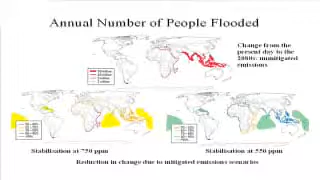 Annual Number of People Flooded
Change from the
present day to the
2080s: unmitigated
emissions
Stabilisation at 750 ppm
Stabilisation at 550 ppm
Reduction in change due to mitigated emissions scenarios